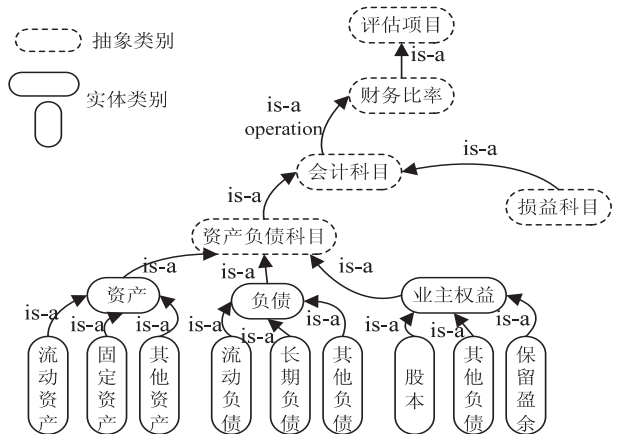 评估项目
抽象类别
is-a
实体类别
is-a
财务比率
operation
is-a
会计科目
is-a
损益科目
资产负债科目
is-a
is-a
is-a
资产
负债
业主权益
is-a
is-a
is-a
is-a
is-a
is-a
is-a
is-a
流动资产
固定资产
其他资产
流动负债
长期负债
其他负债
股本
其他负债
保留盈余